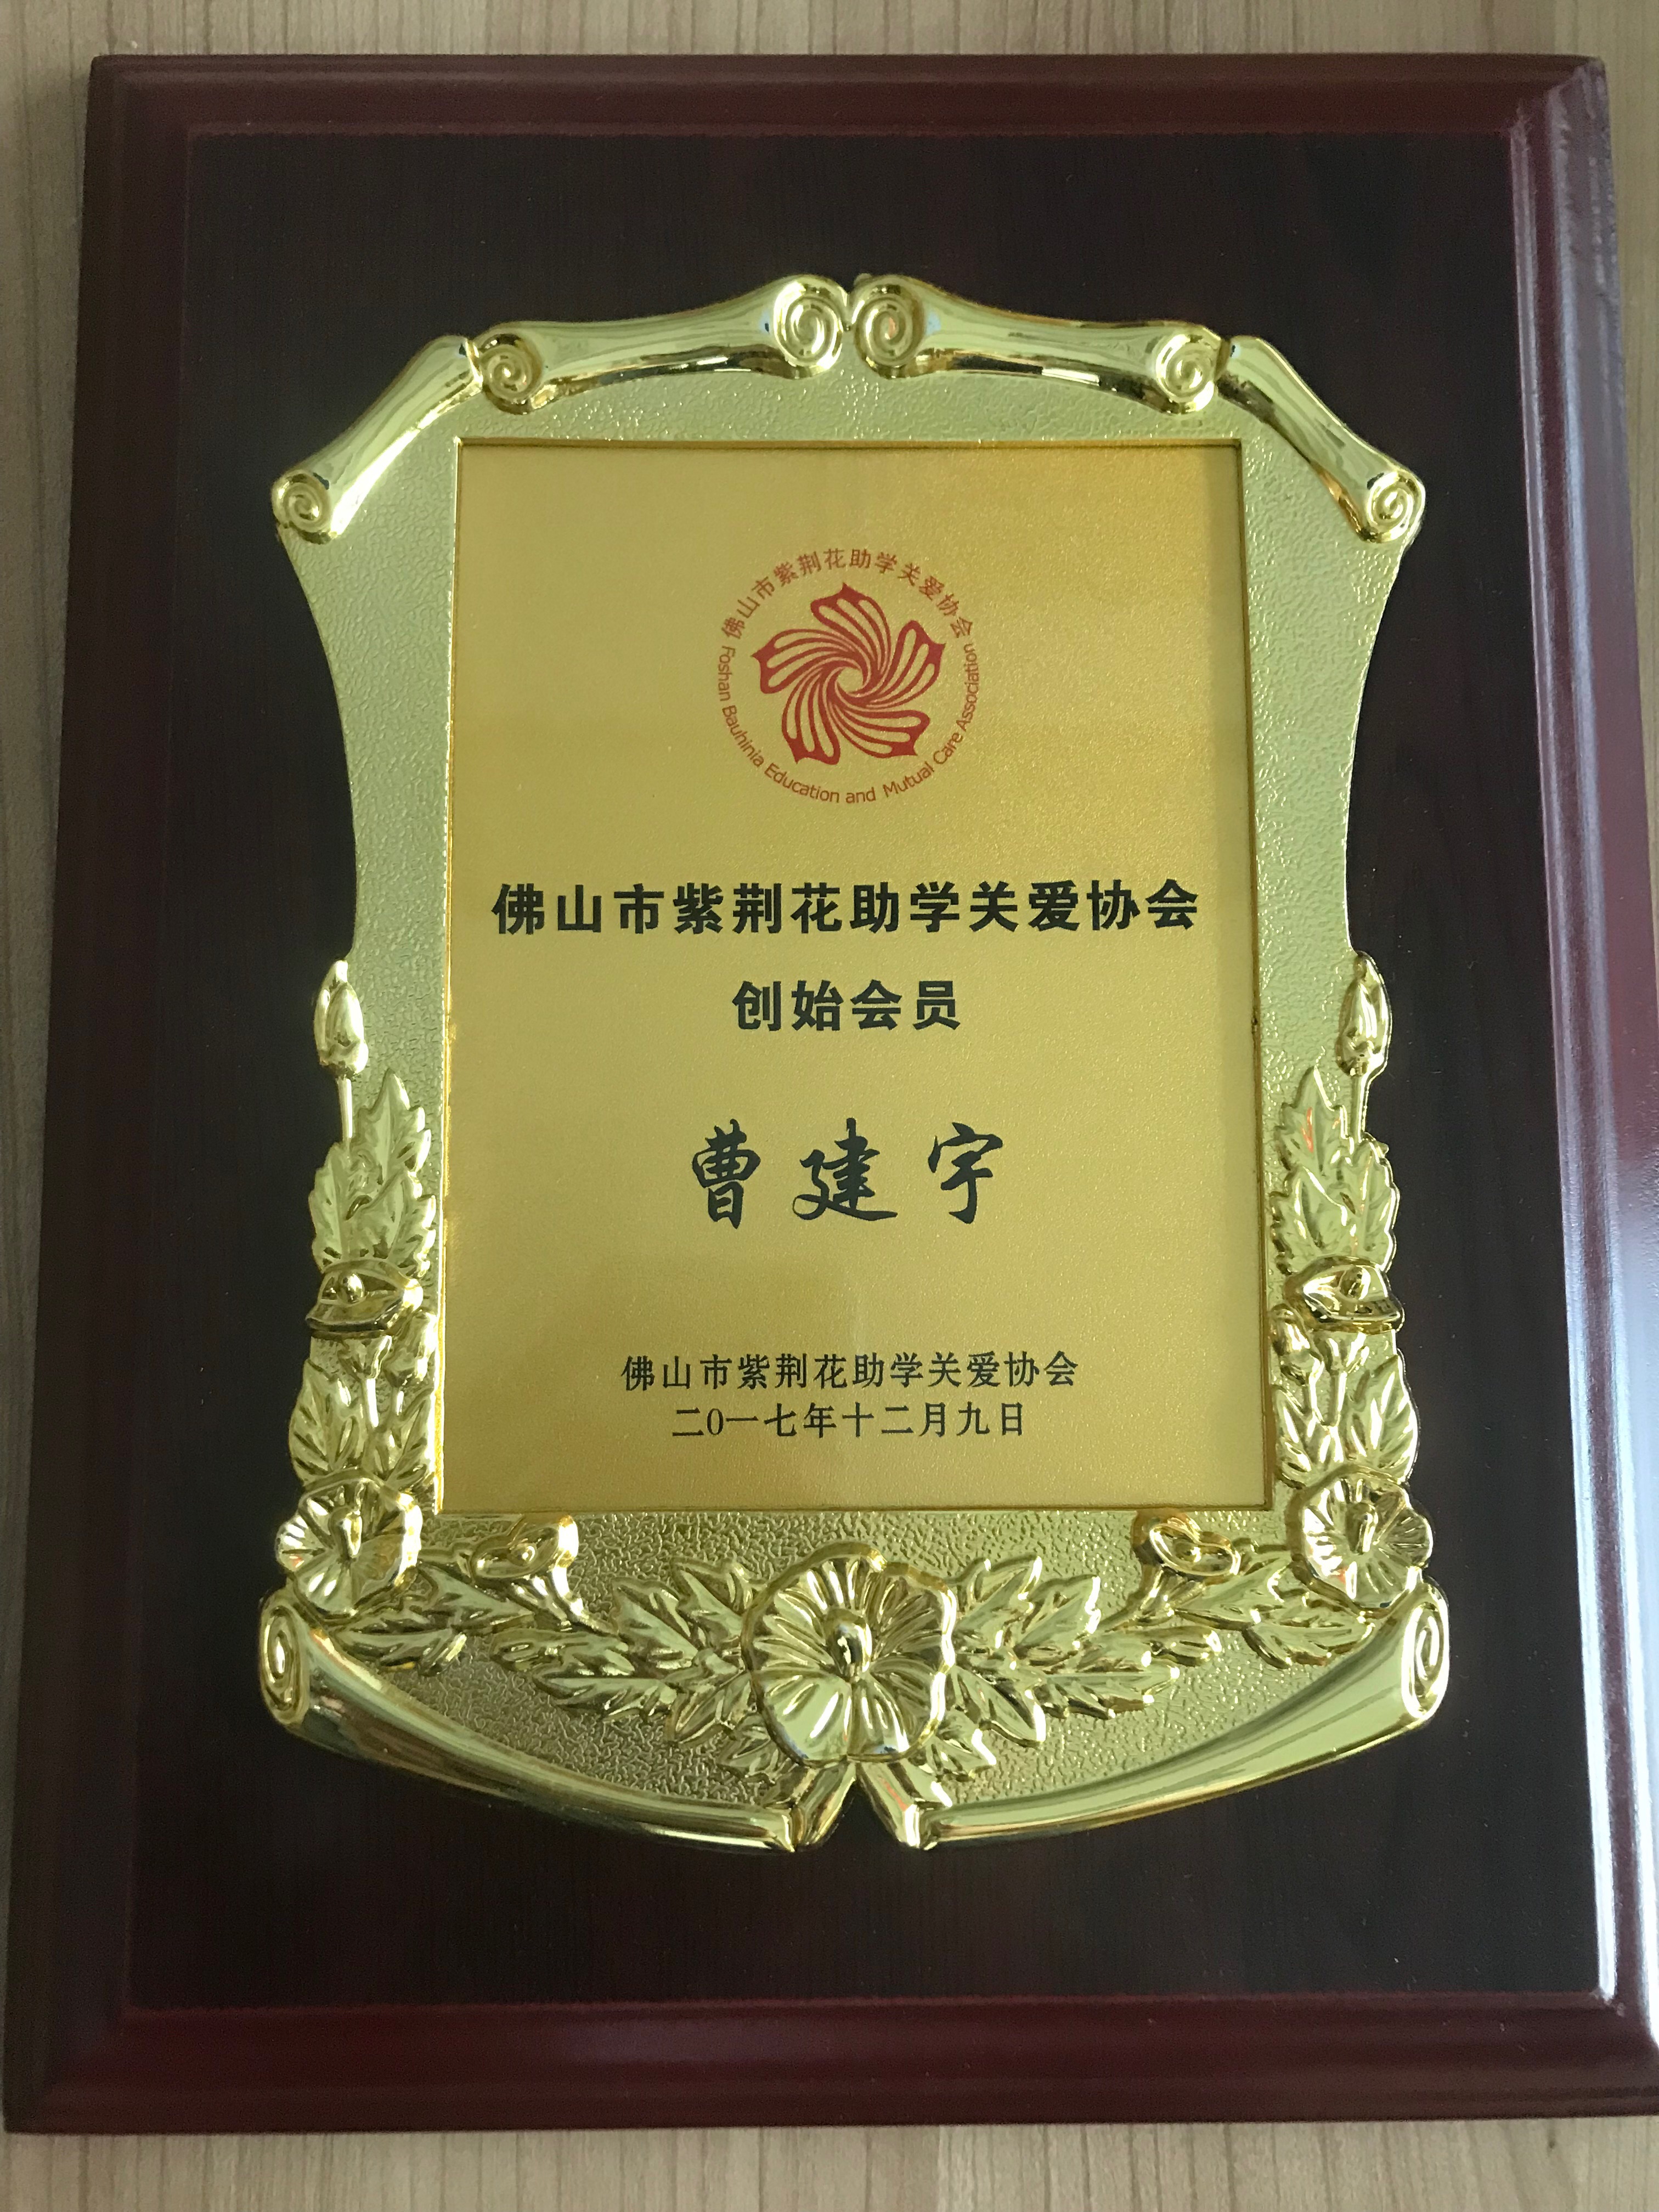 佛山市紫荆花助学关爱协会
Foshan Bauhinia Education and Mutual Care Association
佛山市紫荆花助学关爱协会
创始会员
曹建宇
佛山市紫荆花助学关爱协会
二0一七年十二月九日